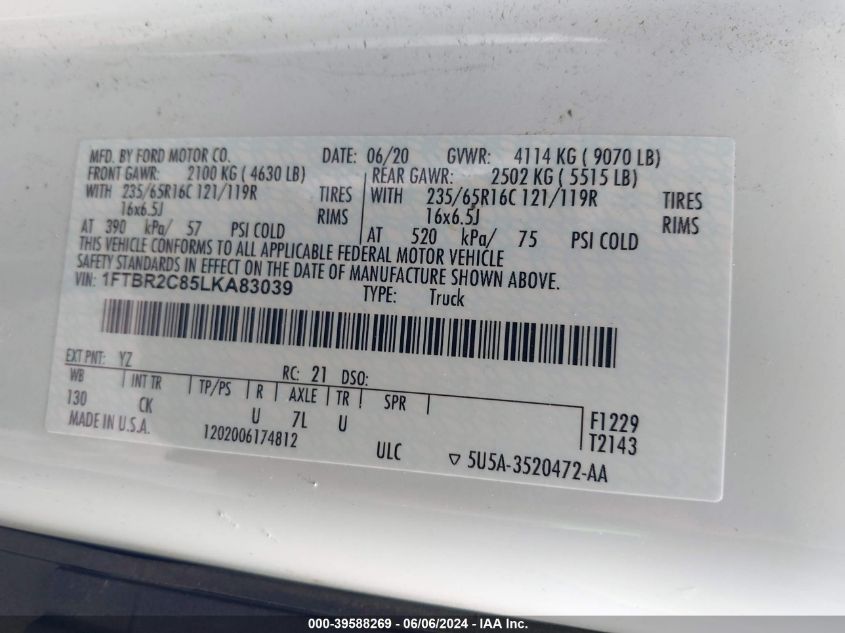 MFD. BY FORD MOTOR CO. DATE: 06/20 GVWR: 4114 KG ( 9070 LB)
FRONT GAWR: 2100 KG ( 4630 LB) REAR GAWR: 2502 KG ( 5515 LB)
WITH 235/65R16C 121/119R TIRES WITH 235/65R16C 121/119R TIRES
16x6.5J RIMS 16x6.5J RIMS
AT 390 kPa/ 57 PSI COLD AT 520 kPa/ 75 PSI COLD
THIS VEHICLE CONFORMS TO ALL APPLICABLE FEDERAL MOTOR VEHICLE
SAFETY STANDARDS IN EFFECT ON THE DATE OF MANUFACTURE SHOWN ABOVE.
VIN: 1FTBR2C85LKA83039 TYPE: Truck
EXT PNT: YZ RC: 21 DSO:
WB INT TR TP/PS R AXLE TR SPR
130 CK U 7L U F1229
T2143
MADE IN U.S.A. 1202006174812 ULC ▽ 5U5A-3520472-AA
000-39588269 - 06/06/2024 - IAA Inc.